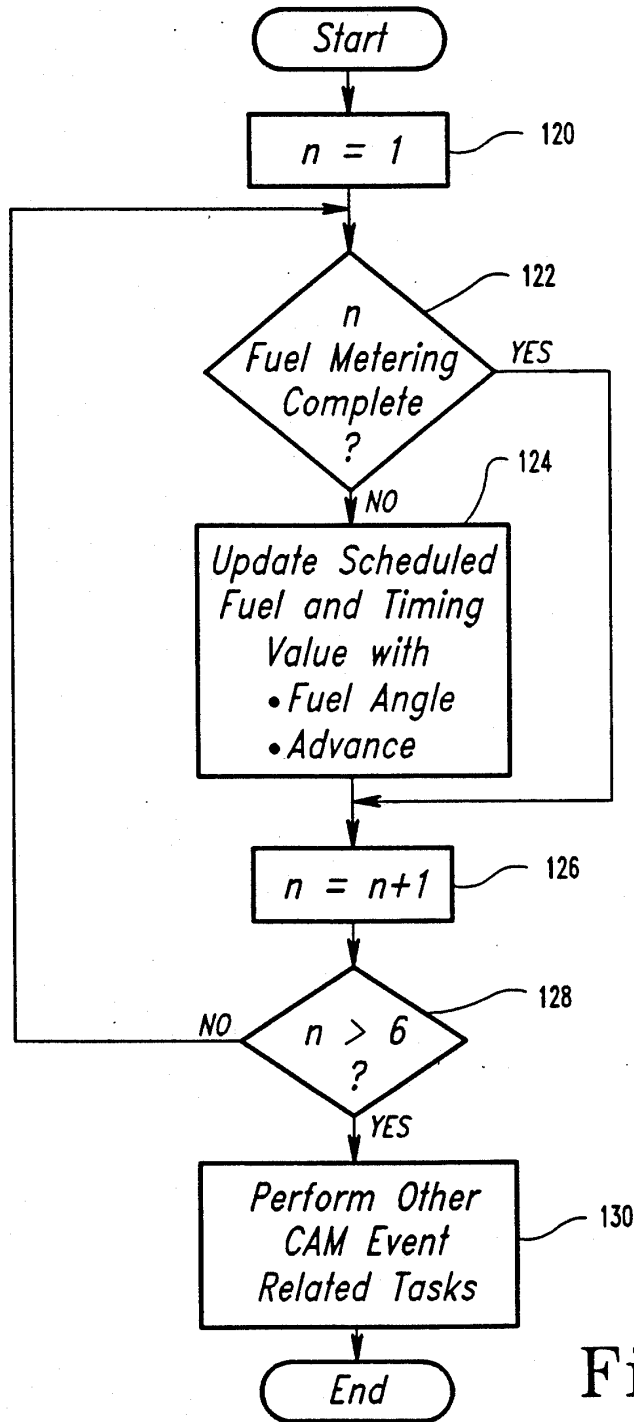 Start
n = 1
120
n
Fuel Metering
Complete
?
122
YES
NO
124
Update Scheduled
Fuel and Timing
Value with
• Fuel Angle
• Advance
n = n+1
126
n > 6
?
128
NO
YES
Perform Other
CAM Event
Related Tasks
130
End
Fi